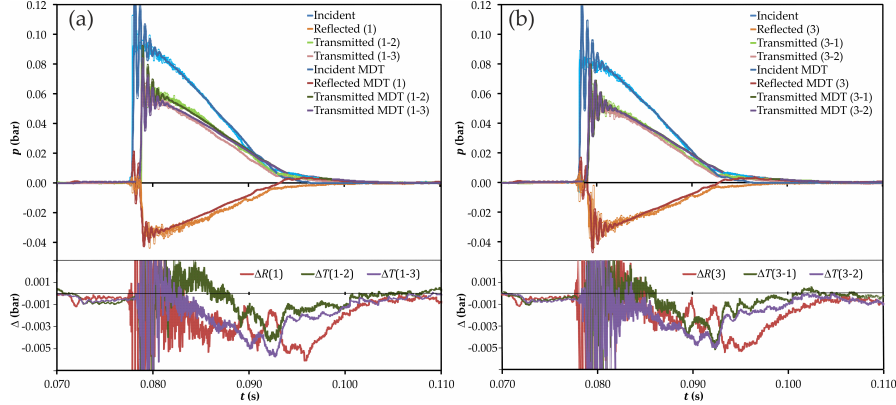 (a)
0.12
0.10
0.08
0.06
0.04
0.02
0.00
-0.02
-0.04
p (bar)
Incident
Reflected (1)
Transmitted (1-2)
Transmitted (1-3)
Incident MDT
Reflected MDT (1)
Transmitted MDT (1-2)
Transmitted MDT (1-3)
ΔR(1) ΔT(1-2) ΔT(1-3)
0.001
-0.001
-0.003
-0.005
Δ (bar)
0.070 0.080 0.090 0.100 0.110
t (s)
(b)
0.12
0.10
0.08
0.06
0.04
0.02
0.00
-0.02
-0.04
p (bar)
Incident
Reflected (3)
Transmitted (3-1)
Transmitted (3-2)
Incident MDT
Reflected MDT (3)
Transmitted MDT (3-1)
Transmitted MDT (3-2)
ΔR(3) ΔT(3-1) ΔT(3-2)
0.001
-0.001
-0.003
-0.005
Δ (bar)
0.070 0.080 0.090 0.100 0.110
t (s)